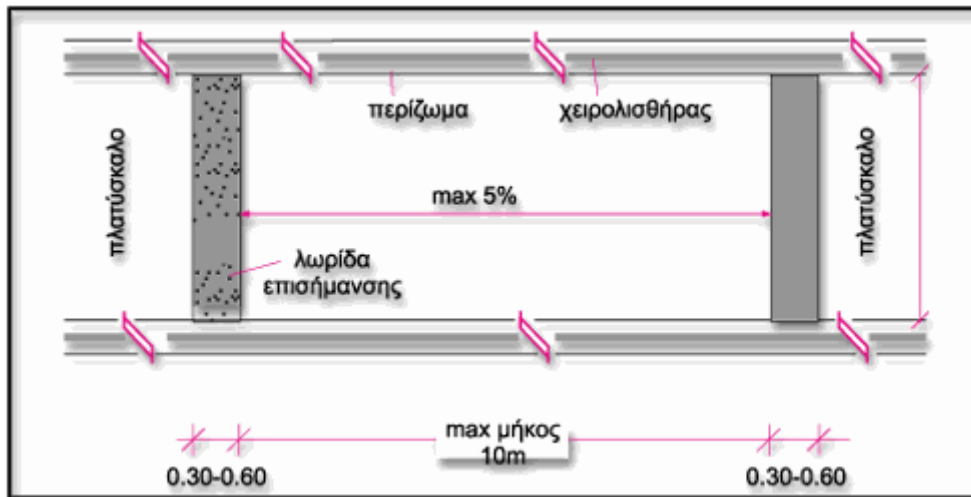 περίζωμα
χειρολισθήρας
πλατύσκαλο
max 5%
πλατύσκαλο
λωρίδα
επισήμανσης
max μήκος
10m
0.30-0.60
0.30-0.60